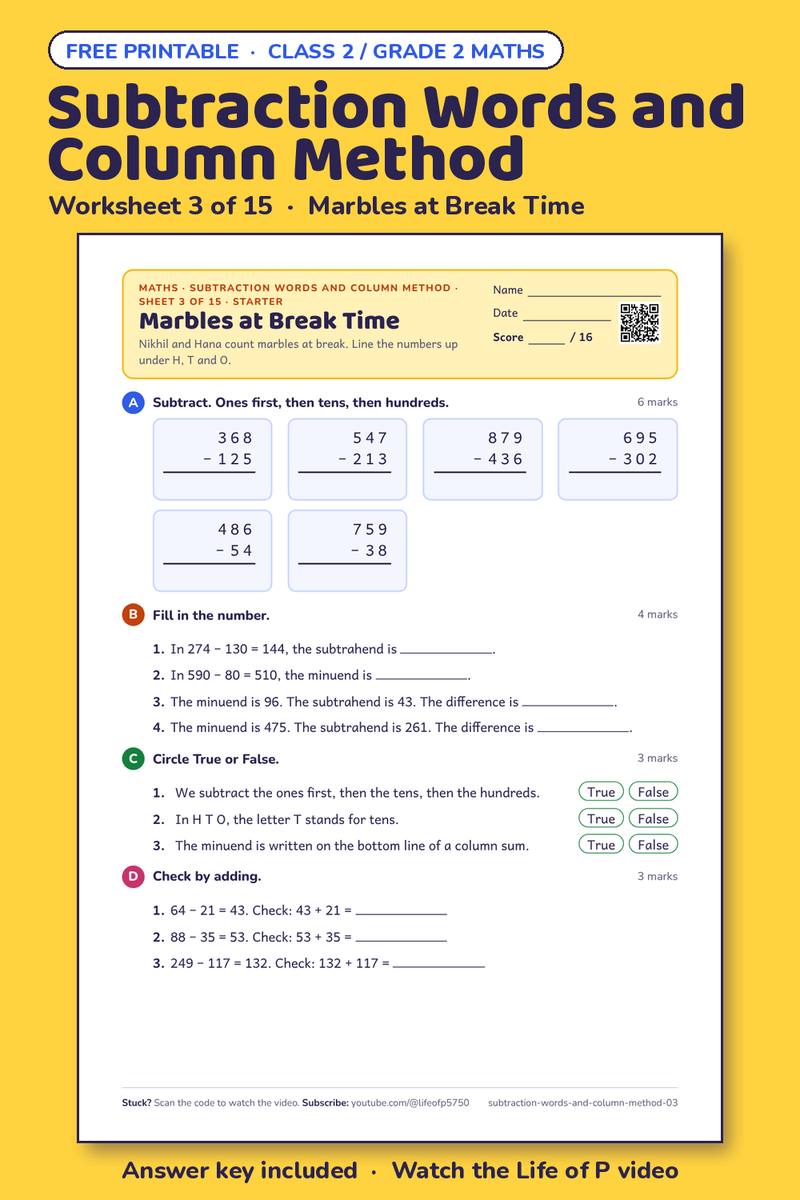 FREE PRINTABLE · CLASS 2 / GRADE 2 MATHS
Subtraction Words and
Column Method
Worksheet 3 of 15 · Marbles at Break Time
MATHS · SUBTRACTION WORDS AND COLUMN METHOD ·
SHEET 3 OF 15 · STARTER
Marbles at Break Time
Nikhil and Hana count marbles at break. Line the numbers up
under H, T and O.
Name ____________________
Date ______________
Score ______ / 16
A Subtract. Ones first, then tens, then hundreds. 6 marks
368 547 879 695
− 125 − 213 − 436 − 302
486 759
− 54 − 38
B Fill in the number. 4 marks
1. In 274 − 130 = 144, the subtrahend is ______________.
2. In 590 − 80 = 510, the minuend is ______________.
3. The minuend is 96. The subtrahend is 43. The difference is ______________.
4. The minuend is 475. The subtrahend is 261. The difference is ______________.
C Circle True or False. 3 marks
1. We subtract the ones first, then the tens, then the hundreds. True False
2. In H T O, the letter T stands for tens. True False
3. The minuend is written on the bottom line of a column sum. True False
D Check by adding. 3 marks
1. 64 − 21 = 43. Check: 43 + 21 = ______________
2. 88 − 35 = 53. Check: 53 + 35 = ______________
3. 249 − 117 = 132. Check: 132 + 117 = ______________
Stuck? Scan the code to watch the video. Subscribe: youtube.com/@lifeofp5750 subtraction-words-and-column-method-03
Answer key included · Watch the Life of P video